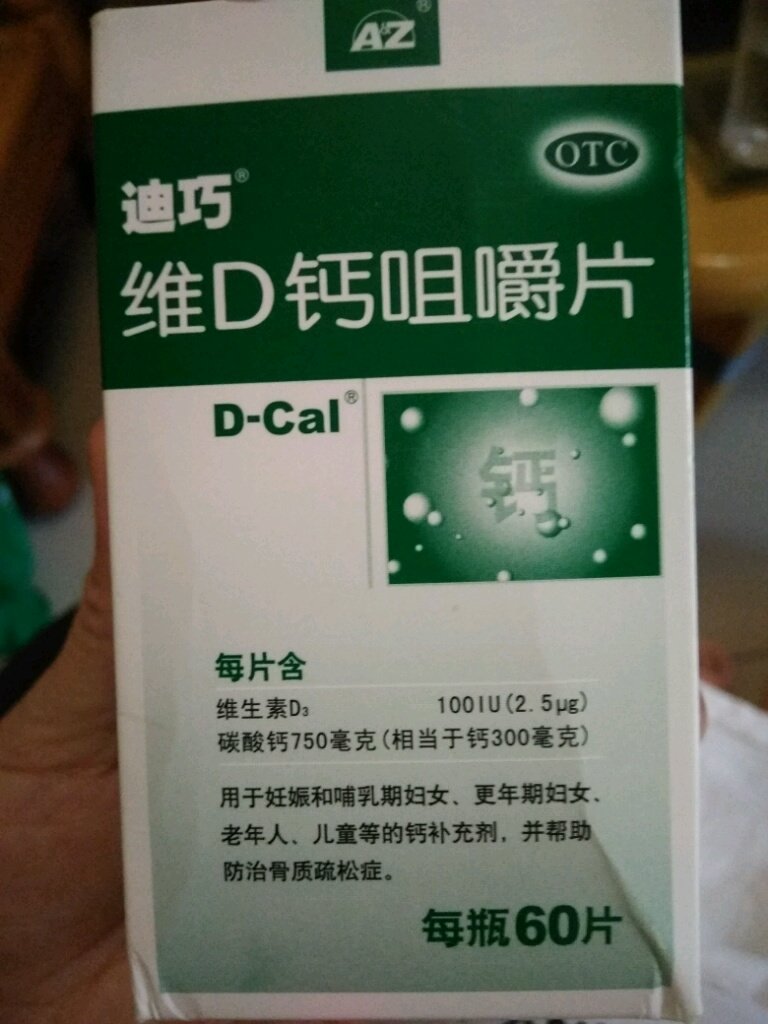 A&Z®
OTC
迪巧®
维D钙咀嚼片
D-Cal®
钙
每片含
维生素D₃ 100IU(2.5μg)
碳酸钙750毫克(相当于钙300毫克)
用于妊娠和哺乳期妇女、更年期妇女、
老年人、儿童等的钙补充剂，并帮助
防治骨质疏松症。
每瓶60片